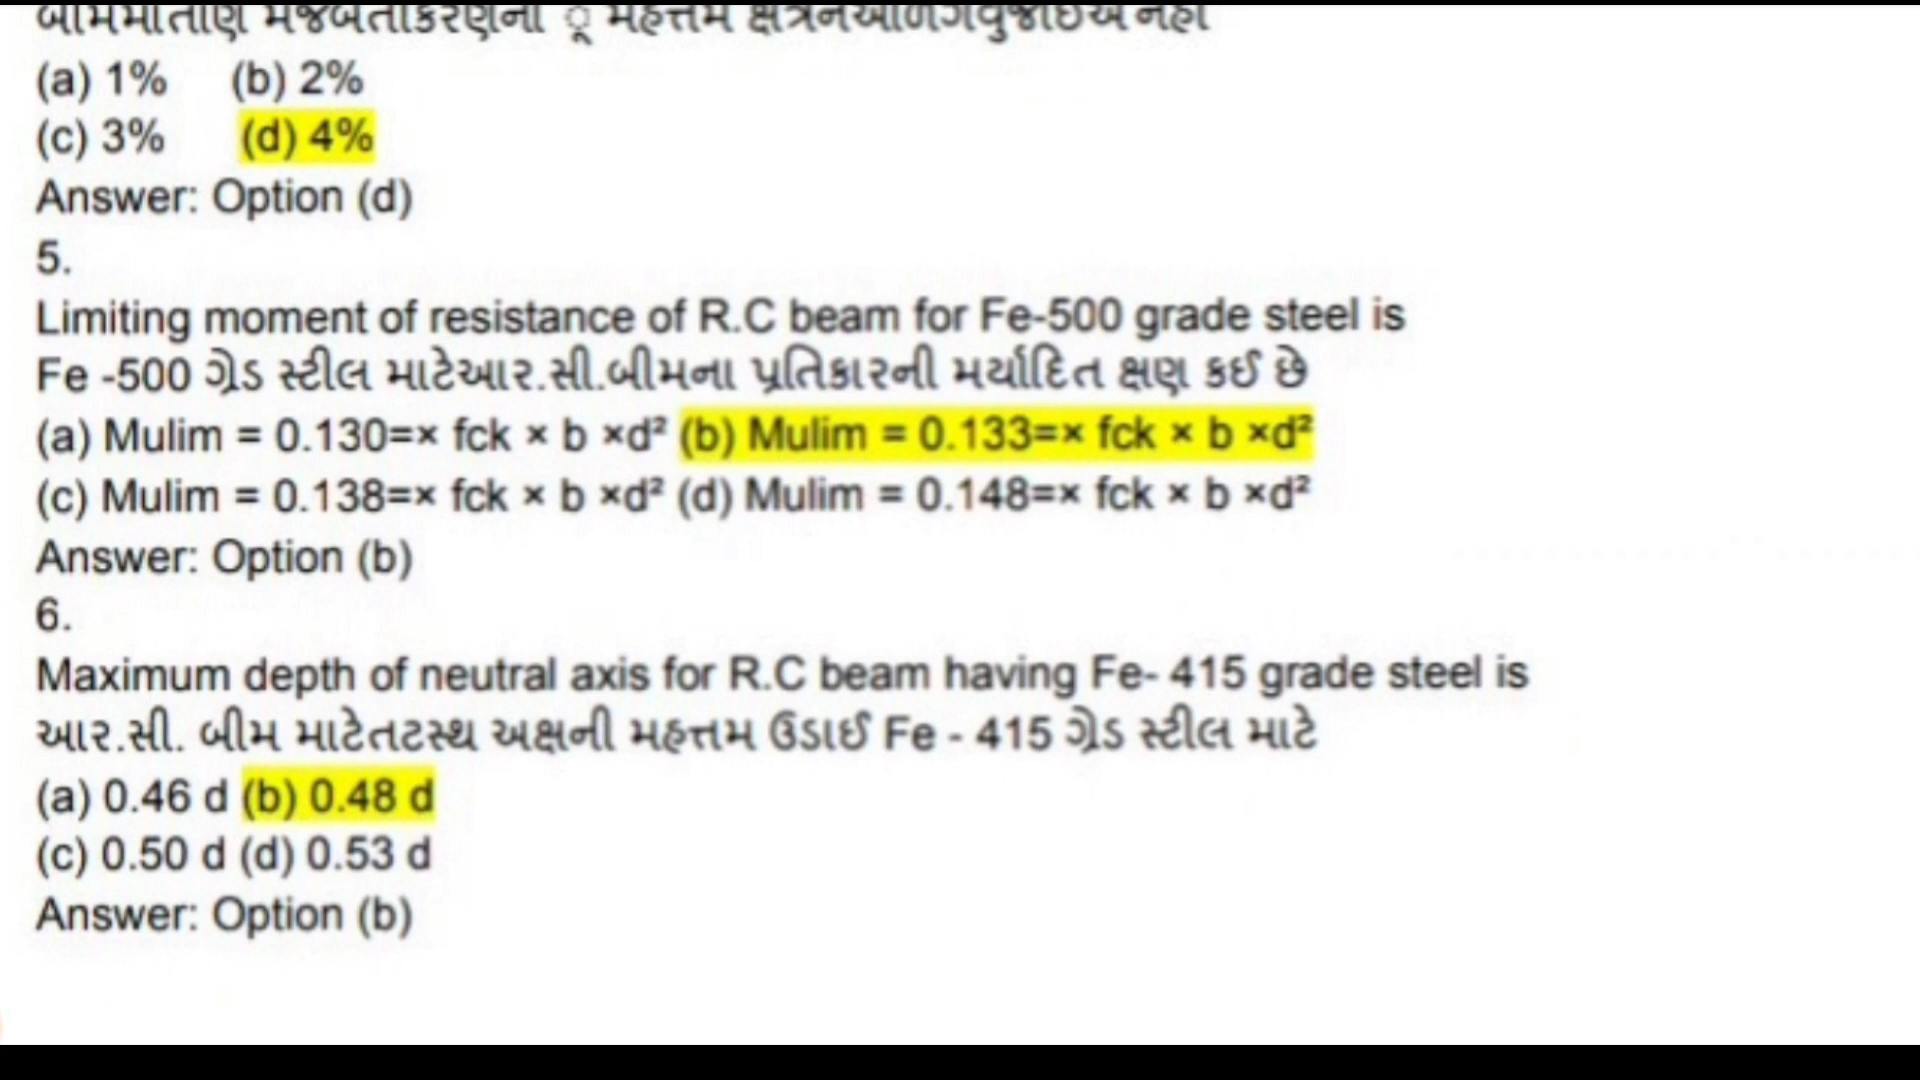 (a) 1% (b) 2%
(c) 3% (d) 4%
Answer: Option (d)
5.
Limiting moment of resistance of R.C beam for Fe-500 grade steel is
Fe -500 ગ્રેડ સ્ટીલ માટેઆર.સી.બીમના પ્રતિકારની મર્યાદિત ક્ષણ કઈ છે
(a) Mulim = 0.130=× fck × b ×d² (b) Mulim = 0.133=× fck × b ×d²
(c) Mulim = 0.138=× fck × b ×d² (d) Mulim = 0.148=× fck × b ×d²
Answer: Option (b)
6.
Maximum depth of neutral axis for R.C beam having Fe- 415 grade steel is
આર.સી. બીમ માટેતટસ્થ અક્ષની મહત્તમ ઉંડાઈ Fe - 415 ગ્રેડ સ્ટીલ માટે
(a) 0.46 d (b) 0.48 d
(c) 0.50 d (d) 0.53 d
Answer: Option (b)